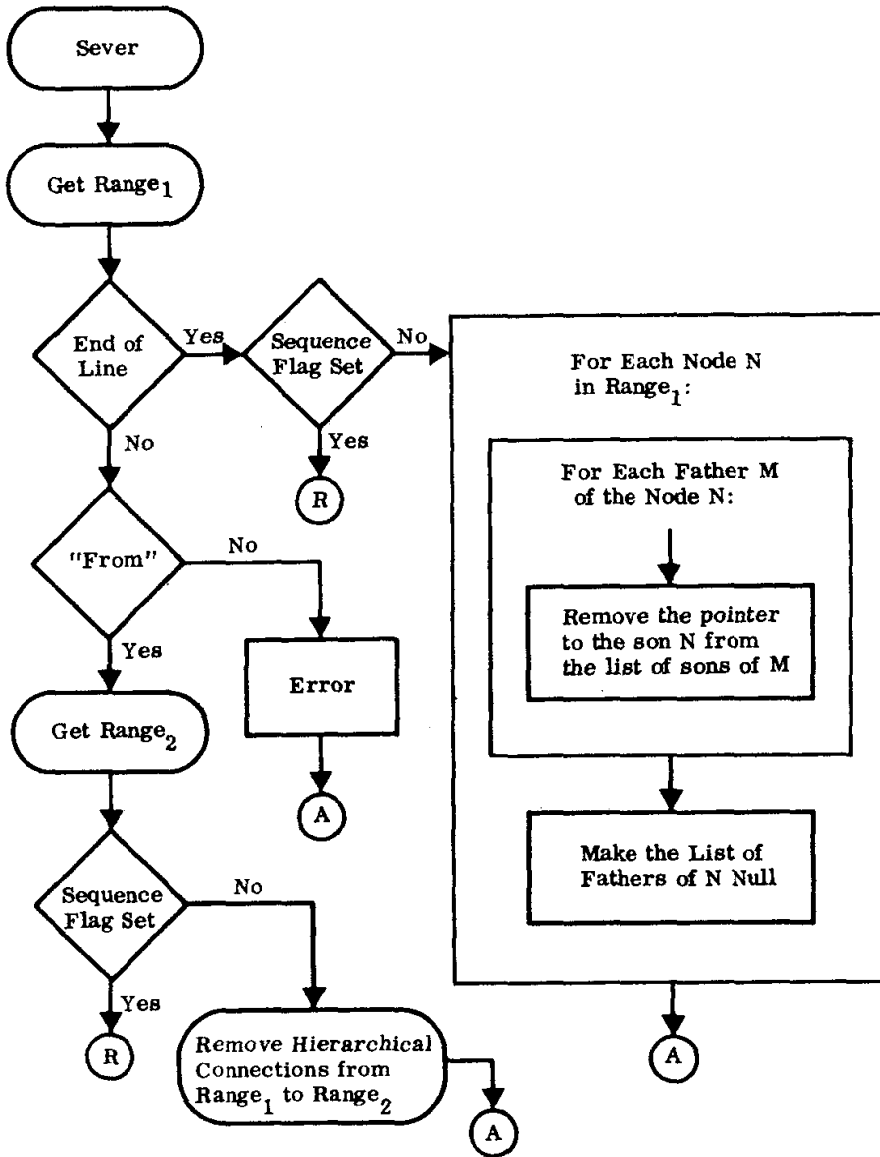 Sever
Get Range1
End of
Line
Yes
Sequence
Flag Set
No
Yes
R
No
"From"
No
Error
A
Yes
Get Range2
Sequence
Flag Set
No
Yes
R
Remove Hierarchical
Connections from
Range1 to Range2
A
For Each Node N
in Range1:
For Each Father M
of the Node N:
Remove the pointer
to the son N from
the list of sons of M
Make the List of
Fathers of N Null
A